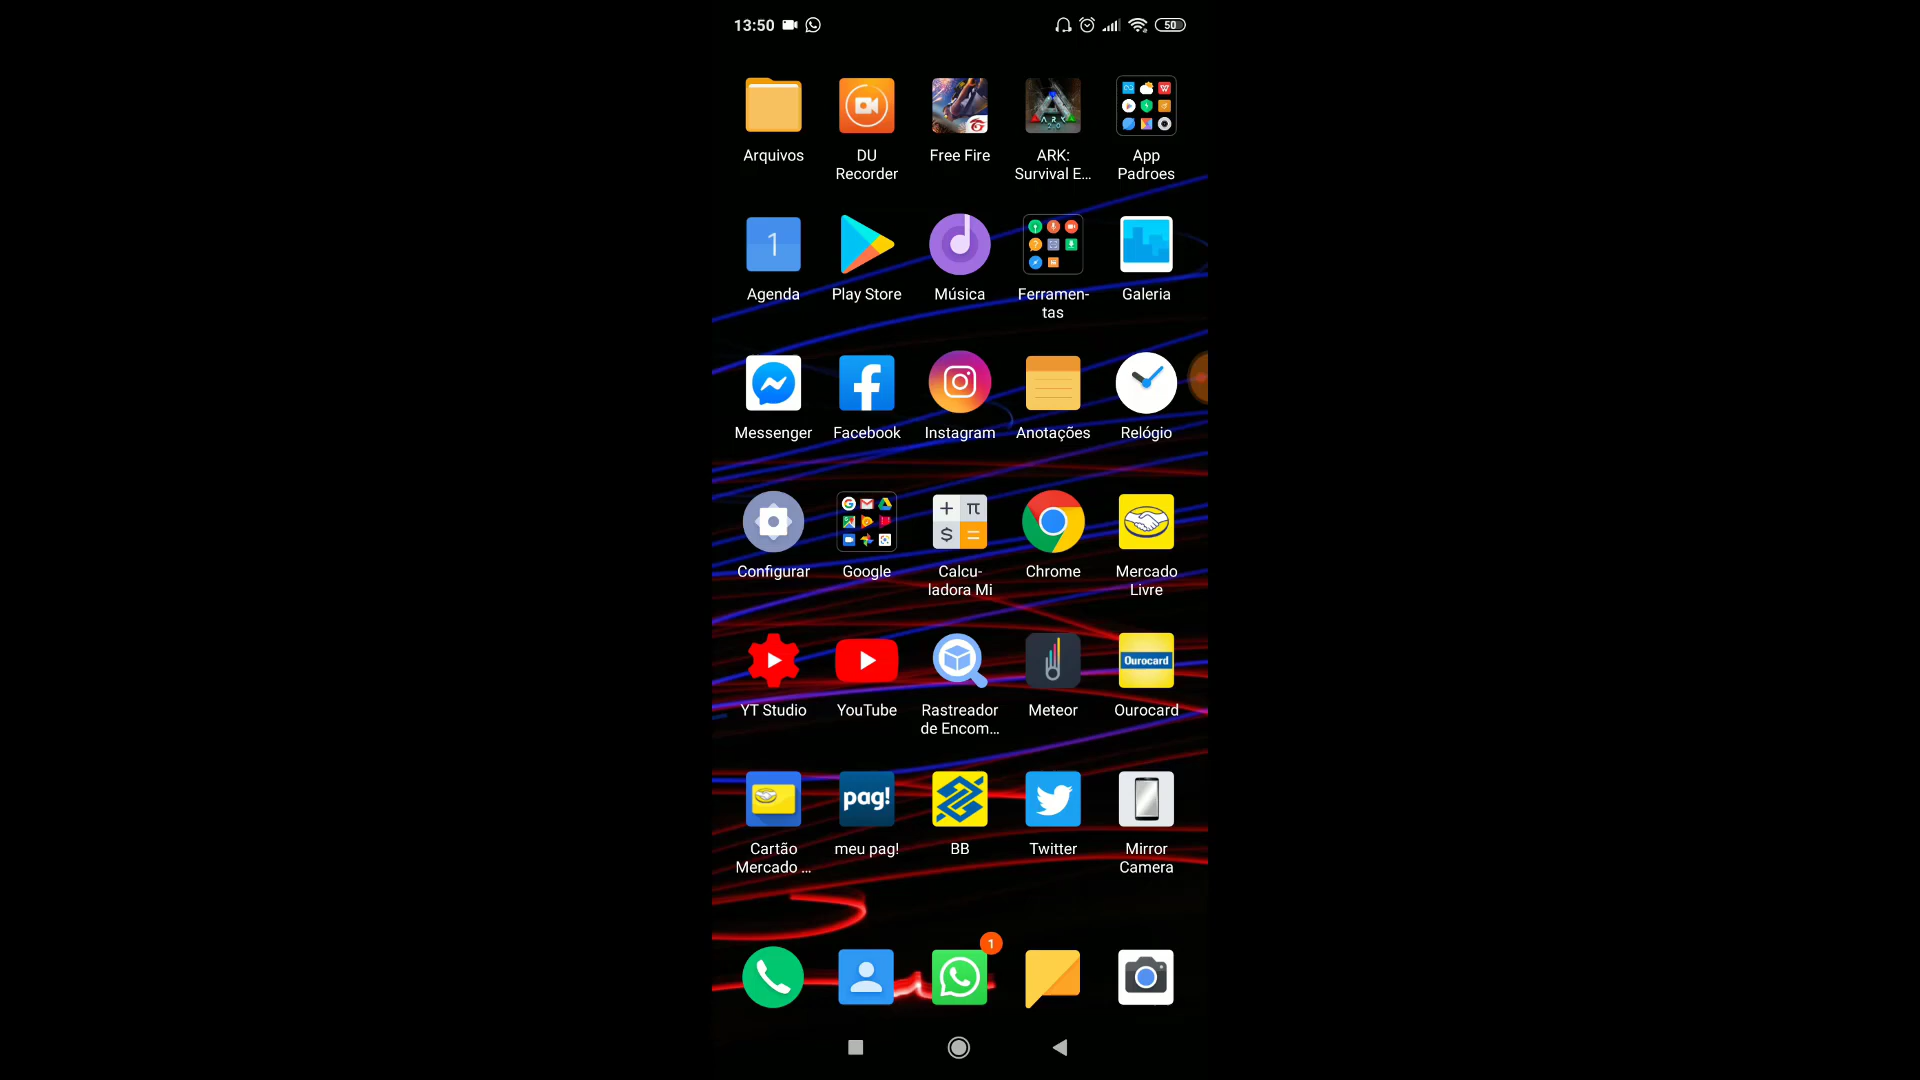 13:50
50
Arquivos
DU
Recorder
Free Fire
ARK:
Survival E...
App
Padroes
1
Agenda
Play Store
Música
Ferramen-
tas
Galeria
Messenger
Facebook
Instagram
Anotações
Relógio
Configurar
Google
+ π
$ =
Calcu-
ladora Mi
Chrome
Mercado
Livre
YT Studio
YouTube
Rastreador
de Encom...
Meteor
Ourocard
Ourocard
Cartão
Mercado ...
pag!
meu pag!
BB
Twitter
Mirror
Camera
1